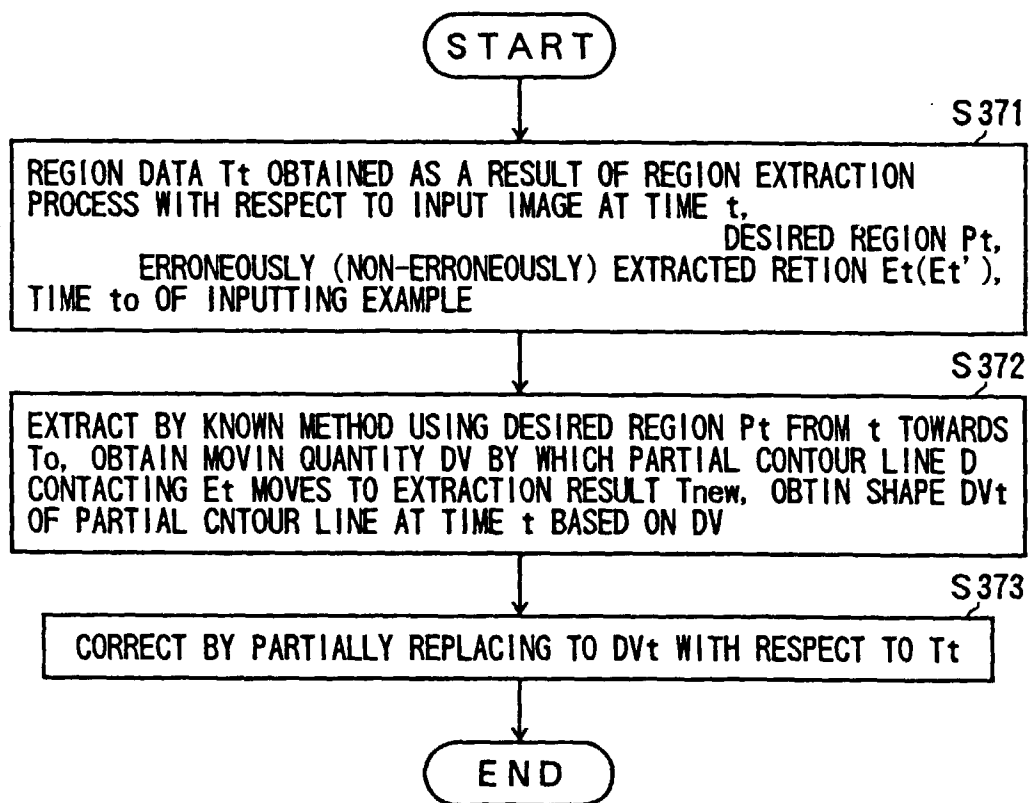 START
S371
REGION DATA Tt OBTAINED AS A RESULT OF REGION EXTRACTION
PROCESS WITH RESPECT TO INPUT IMAGE AT TIME t,
DESIRED REGION Pt,
ERRONEOUSLY (NON-ERRONEOUSLY) EXTRACTED RETION Et(Et'),
TIME to OF INPUTTING EXAMPLE
S372
EXTRACT BY KNOWN METHOD USING DESIRED REGION Pt FROM t TOWARDS
To, OBTAIN MOVIN QUANTITY DV BY WHICH PARTIAL CONTOUR LINE D
CONTACTING Et MOVES TO EXTRACTION RESULT Tnew, OBTIN SHAPE DVt
OF PARTIAL CNTOUR LINE AT TIME t BASED ON DV
S373
CORRECT BY PARTIALLY REPLACING TO DVt WITH RESPECT TO Tt
END